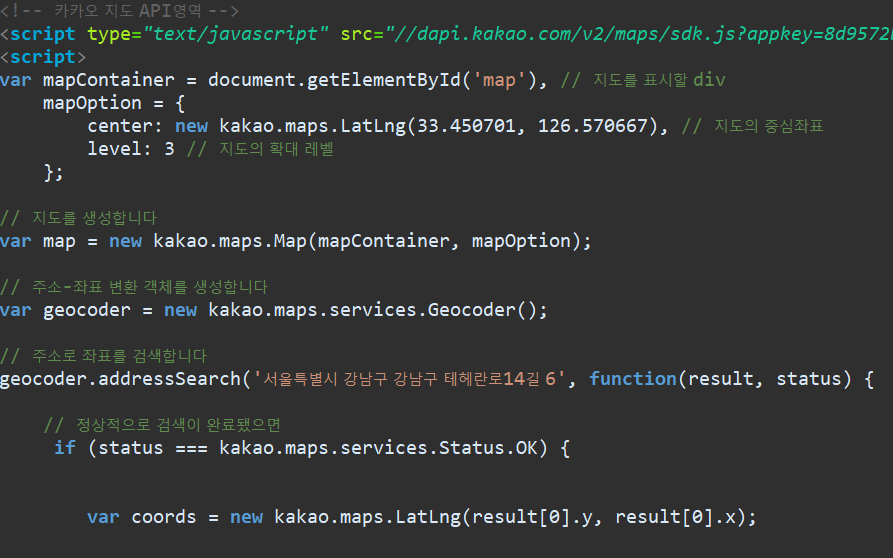 <!-- 카카오 지도 API영역 -->
<script type="text/javascript" src="//dapi.kakao.com/v2/maps/sdk.js?appkey=8d9572
<script>
var mapContainer = document.getElementById('map'), // 지도를 표시할 div
    mapOption = {
        center: new kakao.maps.LatLng(33.450701, 126.570667), // 지도의 중심좌표
        level: 3 // 지도의 확대 레벨
    };
// 지도를 생성합니다
var map = new kakao.maps.Map(mapContainer, mapOption);
// 주소-좌표 변환 객체를 생성합니다
var geocoder = new kakao.maps.services.Geocoder();
// 주소로 좌표를 검색합니다
geocoder.addressSearch('서울특별시 강남구 강남구 테헤란로14길 6', function(result, status) {
    // 정상적으로 검색이 완료됐으면
     if (status === kakao.maps.services.Status.OK) {
        var coords = new kakao.maps.LatLng(result[0].y, result[0].x);